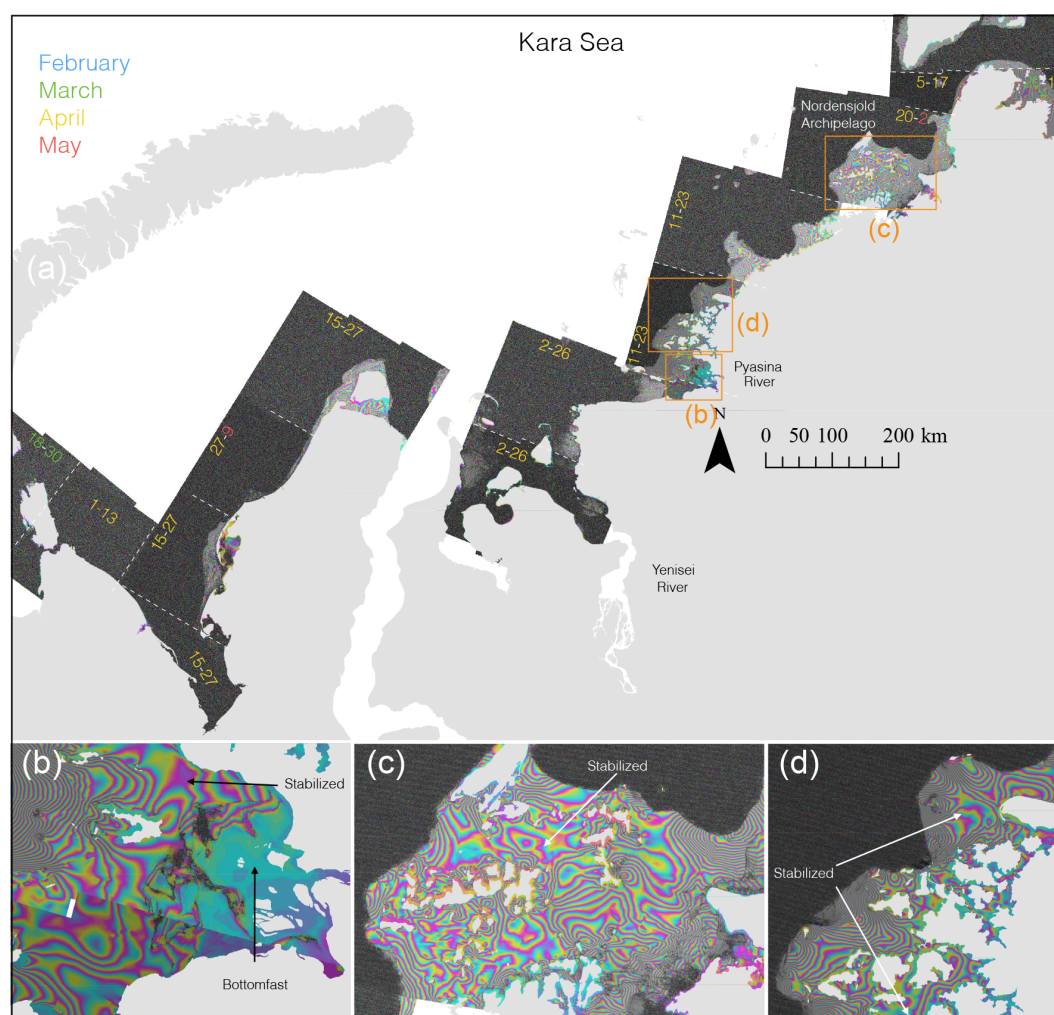 Kara Sea
February
March
April
May
5-17
1
Nordensjold
Archipelago
20-2
11-23
(a)
(c)
(d)
15-27
2-26
11-23
Pyasina
River
(b)
N
0 50 100 200 km
27-9
18-30
2-26
1-13
15-27
Yenisei
River
15-27
(b)
Stabilized
Bottomfast
(c)
Stabilized
(d)
Stabilized